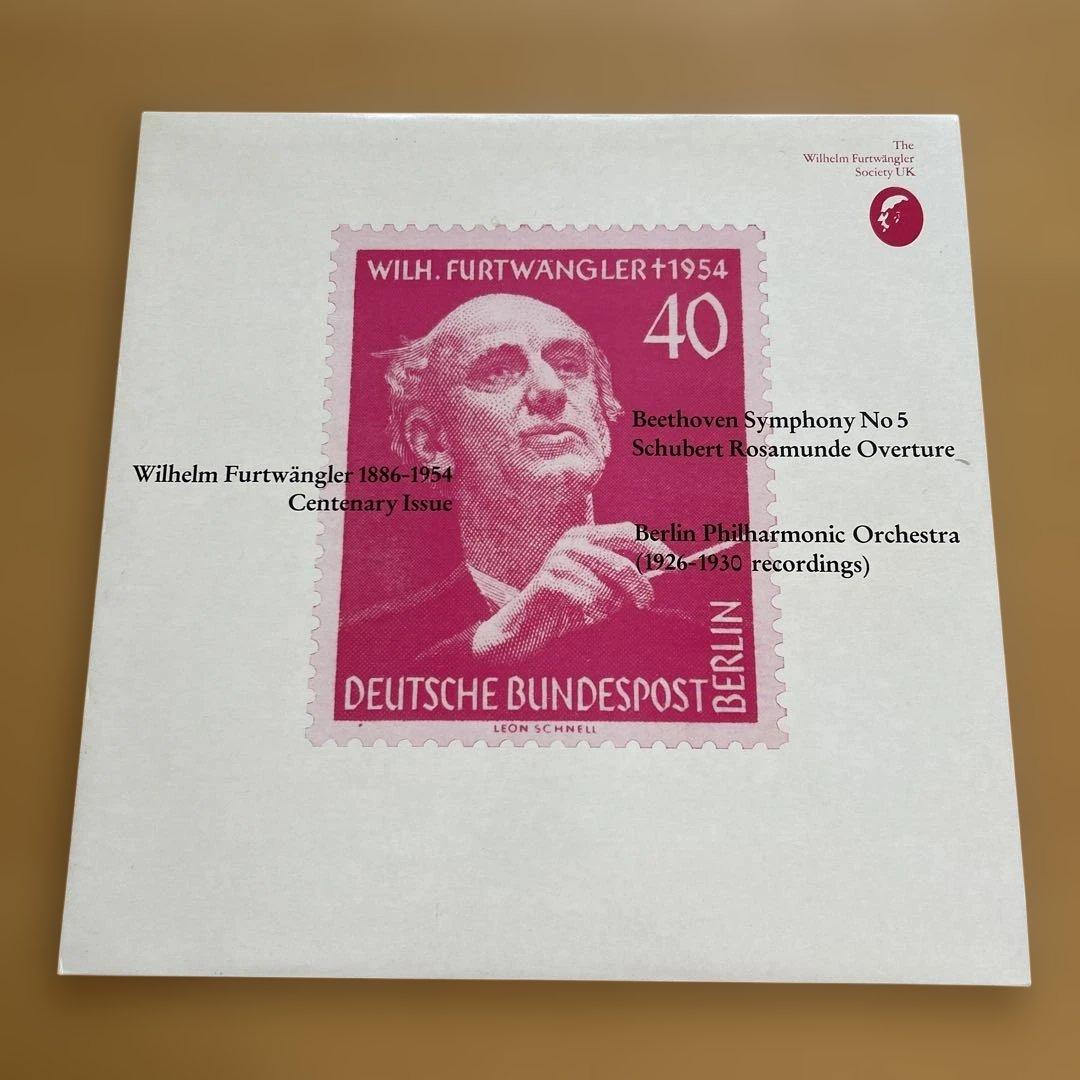 The
Wilhelm Furtwängler
Society UK
WILH. FURTWÄNGLER✝1954
40
Beethoven Symphony No 5
Schubert Rosamunde Overture
Wilhelm Furtwängler 1886-1954
Centenary Issue
Berlin Philharmonic Orchestra
(1926-1930 recordings)
BERLIN
DEUTSCHE BUNDESPOST
LEON SCHNELL